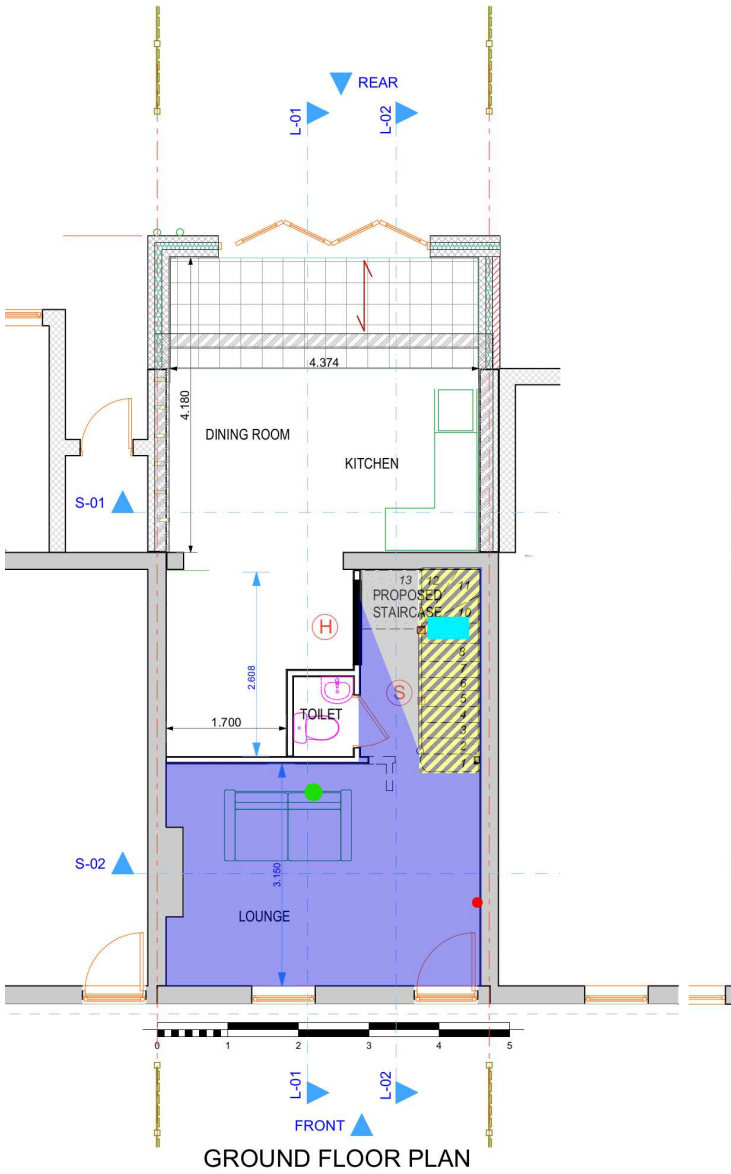 REAR
L-01
L-02
4.374
4.180
DINING ROOM
KITCHEN
S-01
13
12
11
PROPOSED
STAIRCASE
10
H
8
7
2.608
6
S
5
TOILET
4
1.700
3
2
1
S-02
3.150
LOUNGE
0
1
2
3
4
5
L-01
L-02
FRONT
GROUND FLOOR PLAN